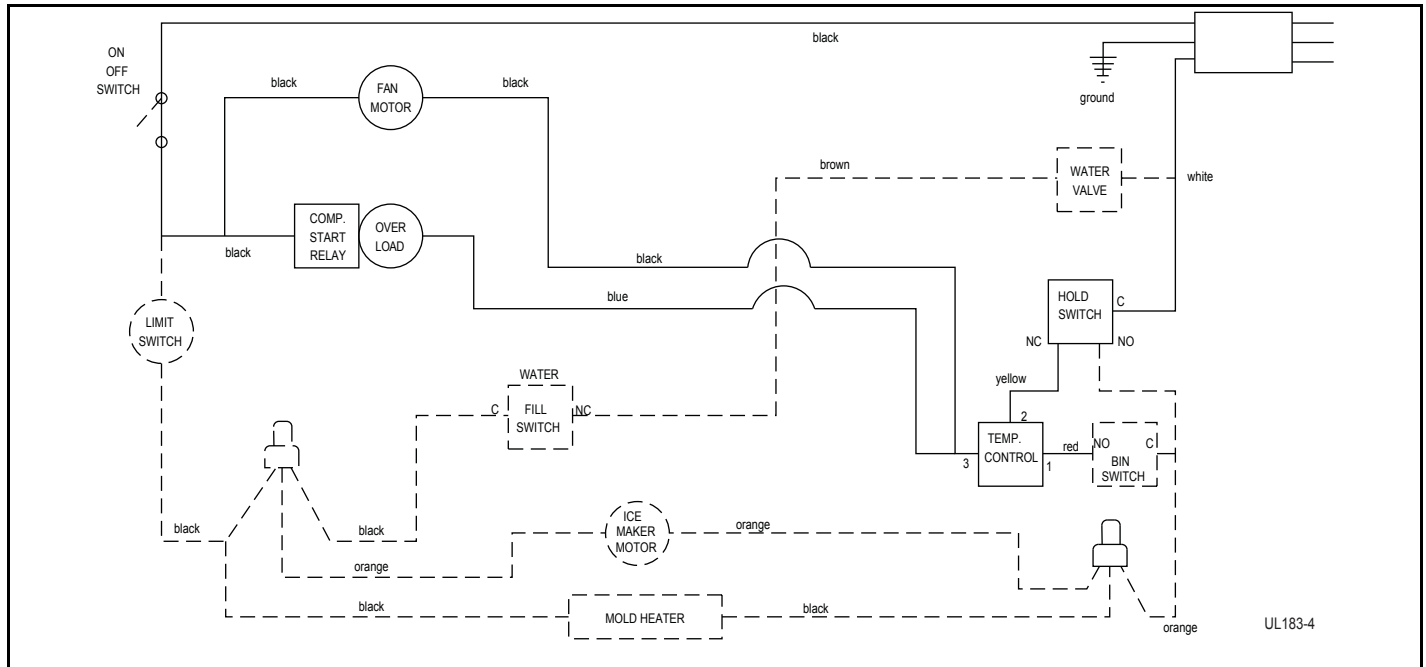 black
ON
OFF
SWITCH
ground
black
FAN
MOTOR
black
brown
WATER
VALVE
white
COMP.
START
RELAY
OVER
LOAD
black
black
blue
HOLD
SWITCH
C
NC
NO
LIMIT
SWITCH
yellow
WATER
C
FILL
SWITCH
NC
2
TEMP.
CONTROL
3
1
red
NO
C
BIN
SWITCH
black
black
ICE
MAKER
MOTOR
orange
orange
black
MOLD HEATER
black
orange
UL183-4